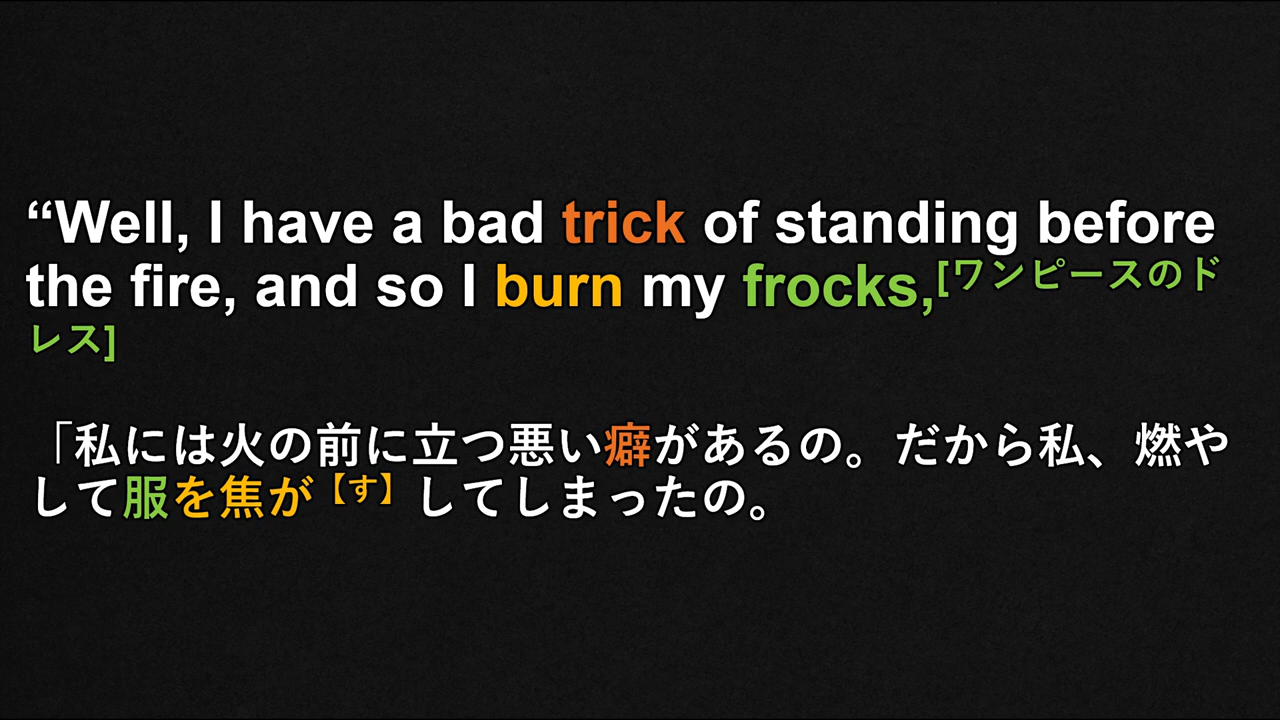 “Well, I have a bad trick of standing before
the fire, and so I burn my frocks,[ワンピースのド
レス]
「私には火の前に立つ悪い癖があるの。だから私、燃や
して服を焦が【す】してしまったの。